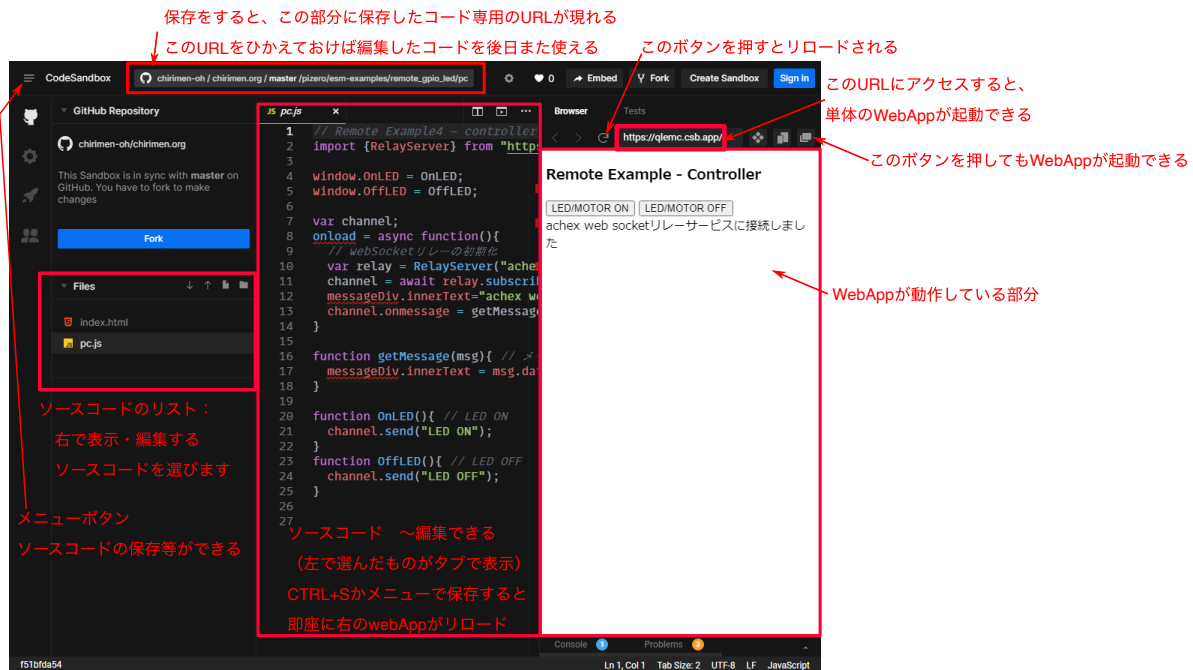 保存をすると、この部分に保存したコード専用のURLが現れる
このURLをひかえておけば編集したコードを後日また使える
このボタンを押すとリロードされる
CodeSandbox
chirimen-oh / chirimen.org / master /pizero/esm-examples/remote_gpio_led/pc
0
Embed
Fork
Create Sandbox
Sign in
このURLにアクセスすると、
単体のWebAppが起動できる
このボタンを押してもWebAppが起動できる
GitHub Repository
chirimen-oh/chirimen.org
This Sandbox is in sync with master on
GitHub. You have to fork to make
changes
Fork
Files
index.html
pc.js
ソースコードのリスト：
右で表示・編集する
ソースコードを選びます
メニューボタン
ソースコードの保存等ができる
JS pc.js
1 // Remote Example4 - controller
2 import {RelayServer} from "http
3
4 window.OnLED = OnLED;
5 window.OffLED = OffLED;
6
7 var channel;
8 onload = async function(){
9 // webSocketリレーの初期化
10 var relay = RelayServer("ache
11 channel = await relay.subscri
12 messageDiv.innerText="achex w
13 channel.onmessage = getMessag
14 }
15
16 function getMessage(msg){ // メ
17 messageDiv.innerText = msg.da
18 }
19
20 function OnLED(){ // LED ON
21 channel.send("LED ON");
22 }
23 function OffLED(){ // LED OFF
24 channel.send("LED OFF");
25 }
26
27
ソースコード　～編集できる
（左で選んだものがタブで表示）
CTRL+Sかメニューで保存すると
即座に右のwebAppがリロード
Browser
Tests
https://qlemc.csb.app/
Remote Example - Controller
LED/MOTOR ON
LED/MOTOR OFF
achex web socketリレーサービスに接続しまし
た
WebAppが動作している部分
Console 1
Problems 3
f51bfda54
Ln 1, Col 1
Tab Size: 2
UTF-8
LF
JavaScript